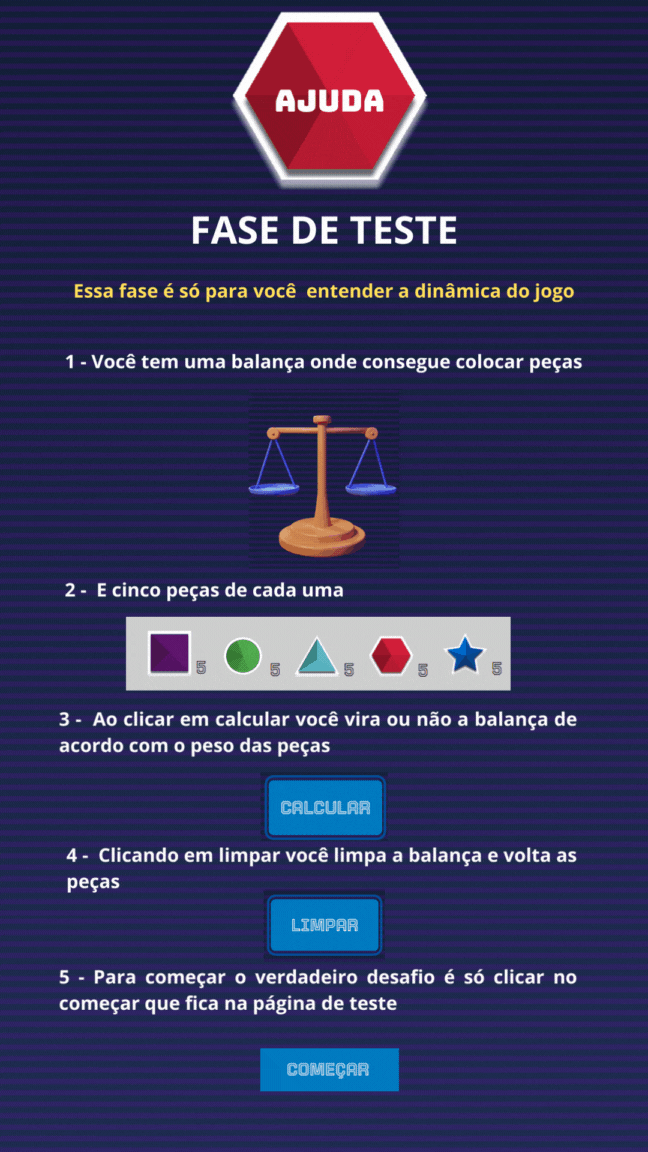 AJUDA
FASE DE TESTE
Essa fase é só para você entender a dinâmica do jogo
1 - Você tem uma balança onde consegue colocar peças
2 - E cinco peças de cada uma
5 5 5 5 5
3 - Ao clicar em calcular você vira ou não a balança de
acordo com o peso das peças
CALCULAR
4 - Clicando em limpar você limpa a balança e volta as
peças
LIMPAR
5 - Para começar o verdadeiro desafio é só clicar no
começar que fica na página de teste
COMEÇAR